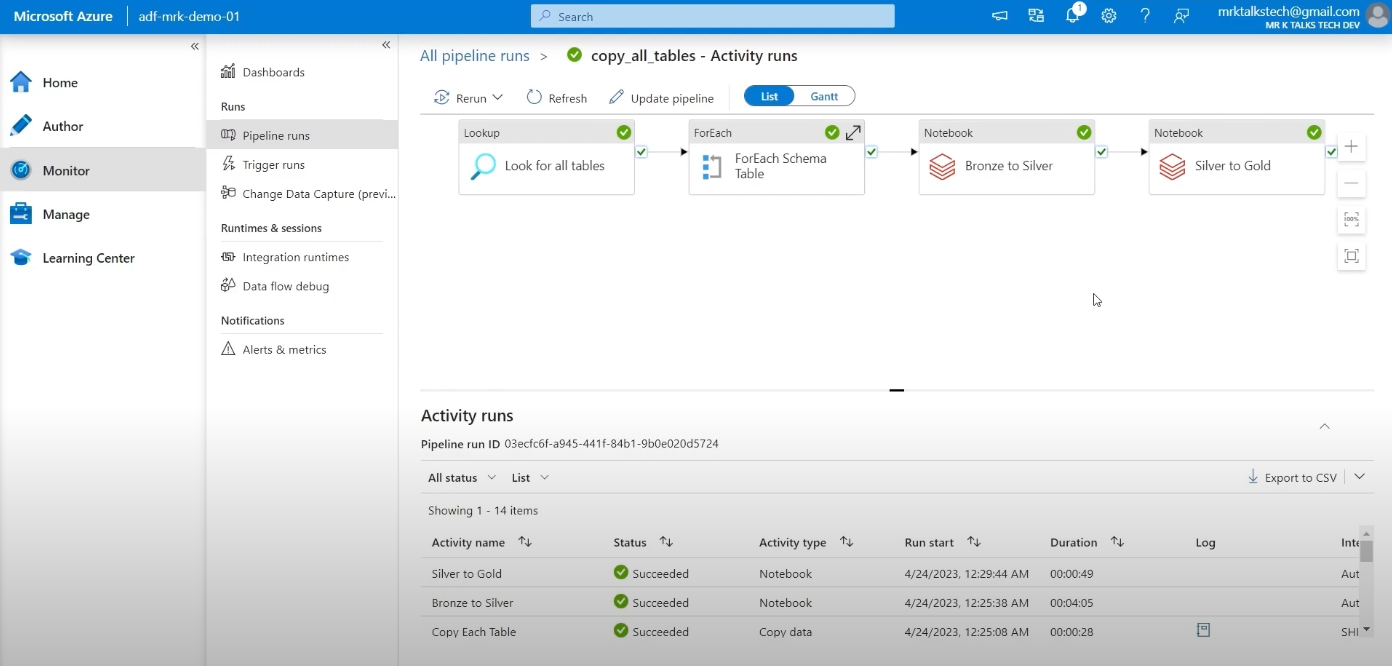 Microsoft Azure adf-mrk-demo-01 Search 1 mrktalkstech@gmail.com
MR K TALKS TECH DEV
« «
Home
Author
Monitor
Manage
Learning Center
Dashboards
Runs
Pipeline runs
Trigger runs
Change Data Capture (previ...
Runtimes & sessions
Integration runtimes
Data flow debug
Notifications
Alerts & metrics
All pipeline runs > copy_all_tables - Activity runs
Rerun Refresh Update pipeline List Gantt
Lookup ForEach Notebook Notebook
Look for all tables
ForEach Schema
Table
Bronze to Silver
Silver to Gold
100%
Activity runs
Pipeline run ID 03ecfc6f-a945-441f-84b1-9b0e020d5724
All status List Export to CSV
Showing 1 - 14 items
Activity name Status Activity type Run start Duration Log Inte
Silver to Gold Succeeded Notebook 4/24/2023, 12:29:44 AM 00:00:49 Aut
Bronze to Silver Succeeded Notebook 4/24/2023, 12:25:38 AM 00:04:05 Aut
Copy Each Table Succeeded Copy data 4/24/2023, 12:25:08 AM 00:00:28 SHI